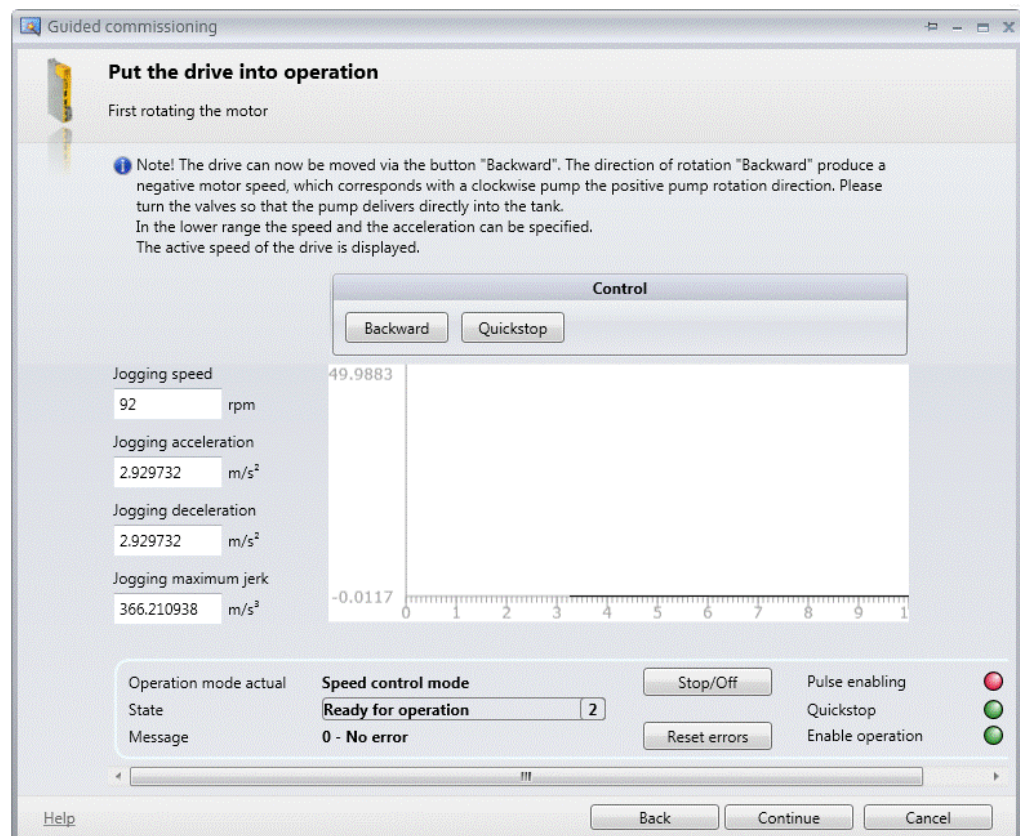 Guided commissioning
Put the drive into operation
First rotating the motor
Note! The drive can now be moved via the button "Backward". The direction of rotation "Backward" produce a
negative motor speed, which corresponds with a clockwise pump the positive pump rotation direction. Please
turn the valves so that the pump delivers directly into the tank.
In the lower range the speed and the acceleration can be specified.
The active speed of the drive is displayed.
Control
Backward Quickstop
Jogging speed
92 rpm
Jogging acceleration
2.929732 m/s²
Jogging deceleration
2.929732 m/s²
Jogging maximum jerk
366.210938 m/s³
49.9883
-0.0117
0 1 2 3 4 5 6 7 8 9 1
Operation mode actual Speed control mode Stop/Off Pulse enabling
State Ready for operation 2 Quickstop
Message 0 - No error Reset errors Enable operation
Help Back Continue Cancel